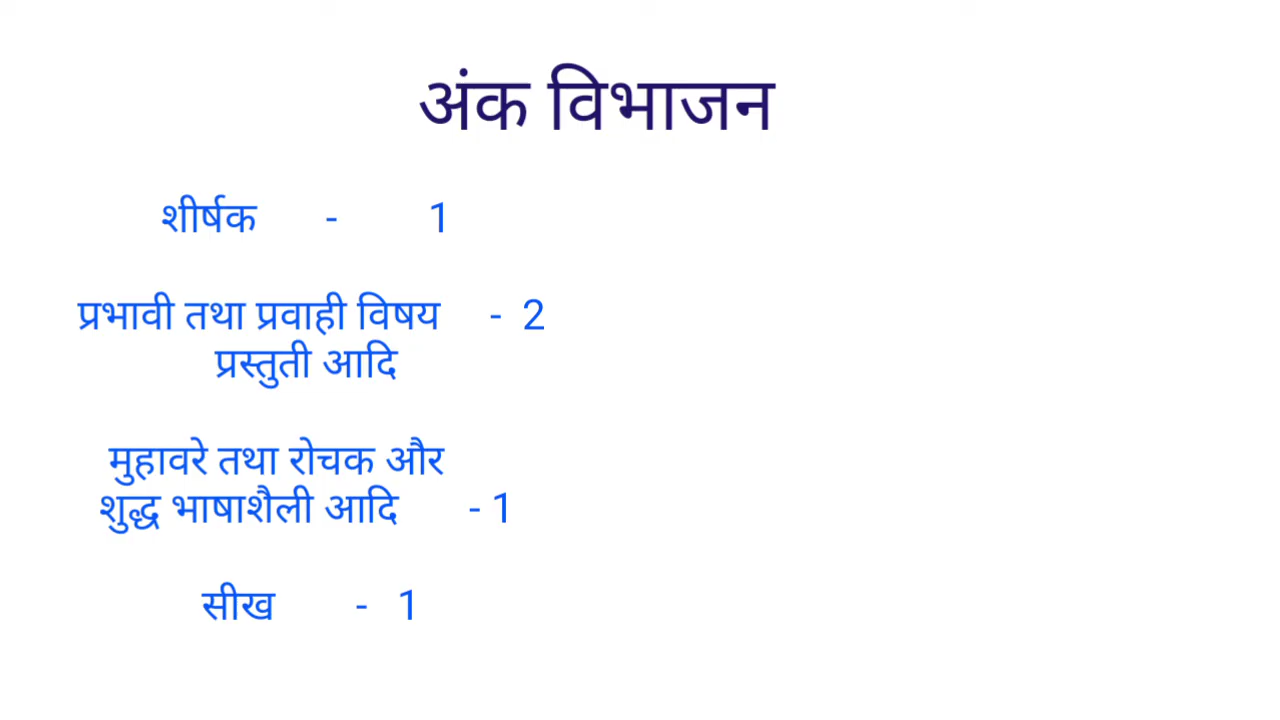 अंक विभाजन
शीर्षक - 1
प्रभावी तथा प्रवाही विषय - 2
प्रस्तुती आदि
मुहावरे तथा रोचक और
शुद्ध भाषाशैली आदि - 1
सीख - 1